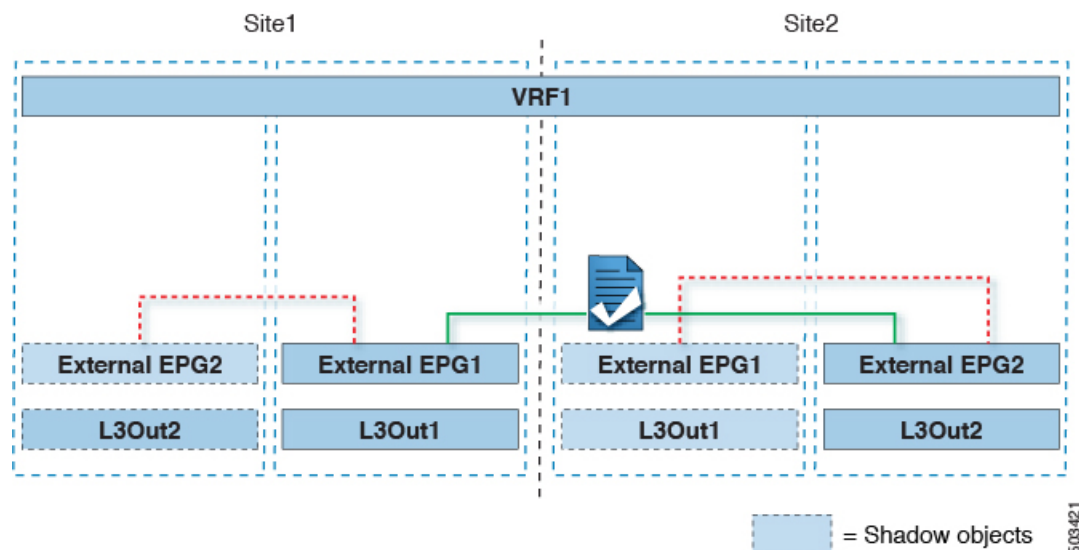 Site1
Site2
VRF1
External EPG2
External EPG1
External EPG1
External EPG2
L3Out2
L3Out1
L3Out1
L3Out2
= Shadow objects
503421